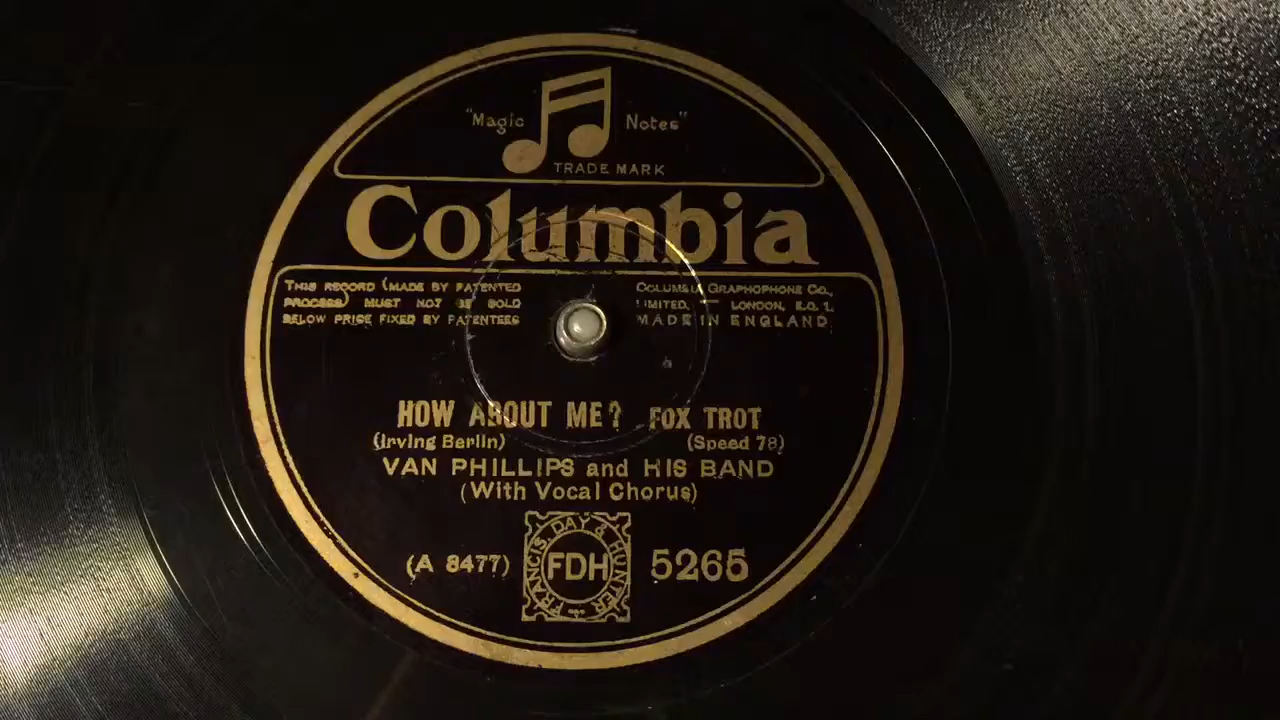 "Magic Notes"
TRADE MARK
Columbia
THIS RECORD (MADE BY PATENTED
PROCESS) MUST NOT BE SOLD
BELOW PRICE FIXED BY PATENTEES
COLUMBIA GRAPHOPHONE CO.,
LIMITED. — LONDON, E.C. 1.
MADE IN ENGLAND
HOW ABOUT ME? FOX TROT
(Irving Berlin) (Speed 78)
VAN PHILLIPS and HIS BAND
(With Vocal Chorus)
(A 8477)
FRANCIS, DAY & HUNTER
FDH
5265